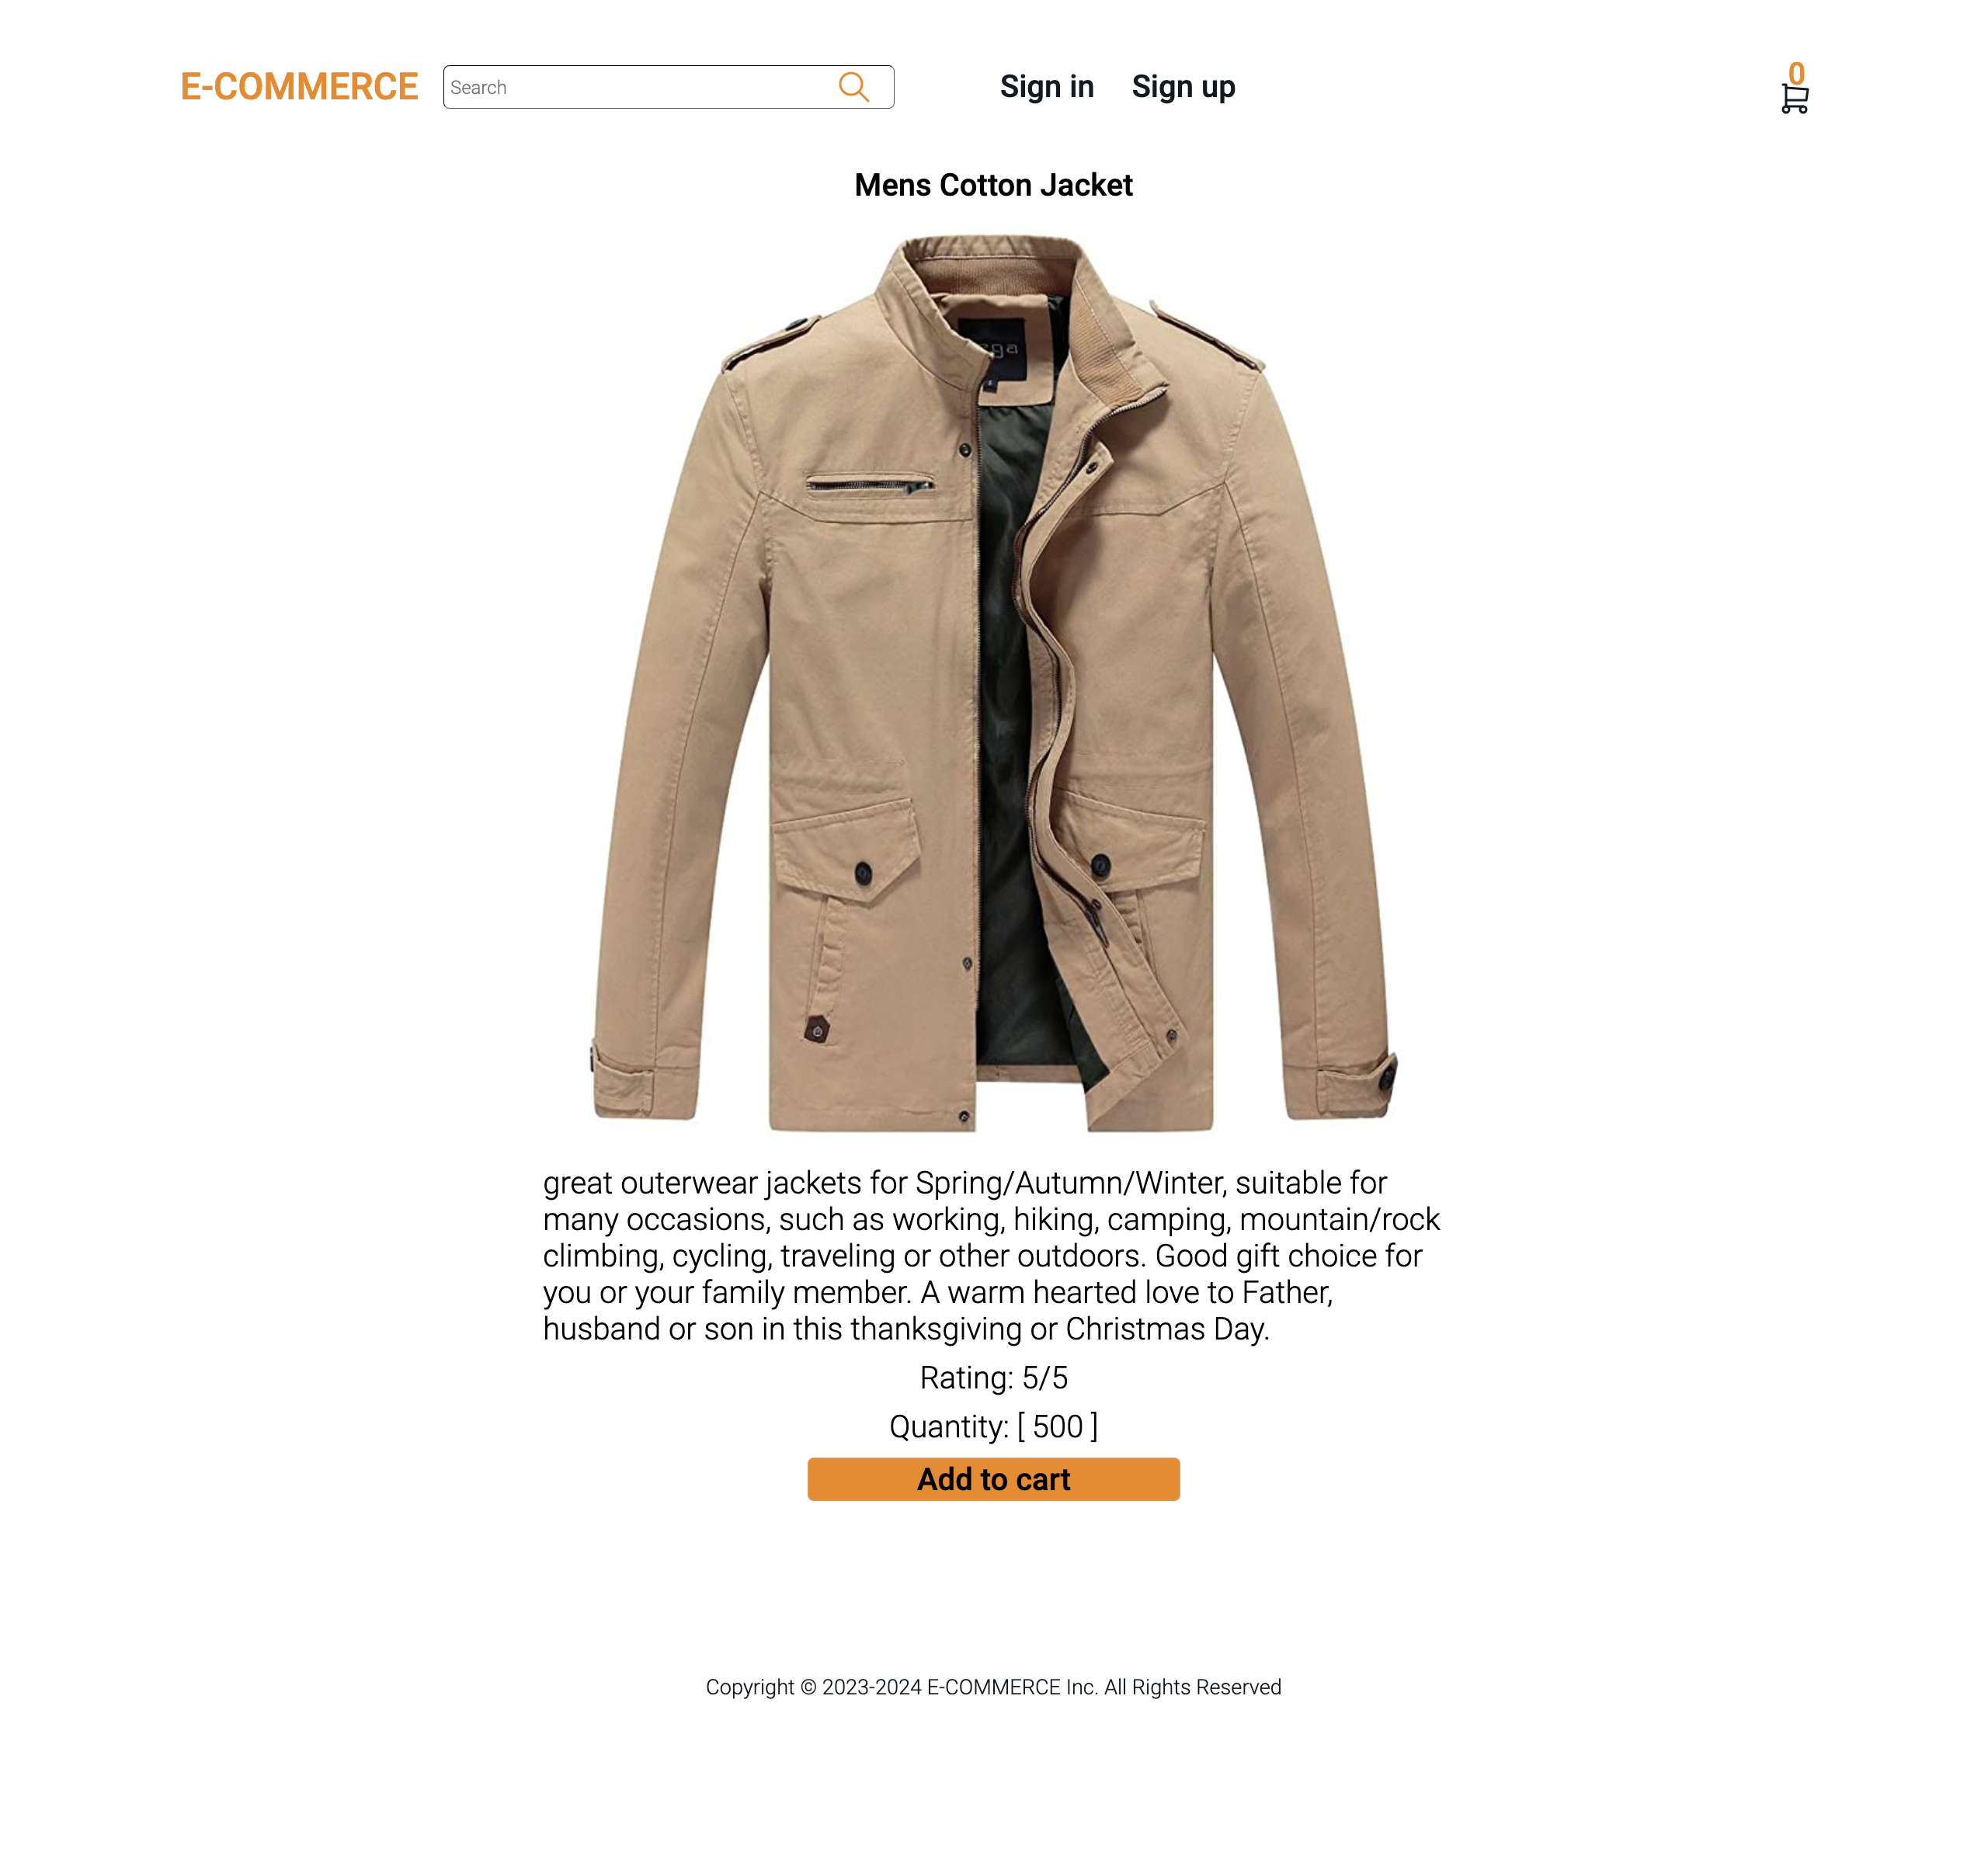 E-COMMERCE
Search
Sign in
Sign up
0
Mens Cotton Jacket
great outerwear jackets for Spring/Autumn/Winter, suitable for
many occasions, such as working, hiking, camping, mountain/rock
climbing, cycling, traveling or other outdoors. Good gift choice for
you or your family member. A warm hearted love to Father,
husband or son in this thanksgiving or Christmas Day.
Rating: 5/5
Quantity: [ 500 ]
Add to cart
Copyright © 2023-2024 E-COMMERCE Inc. All Rights Reserved